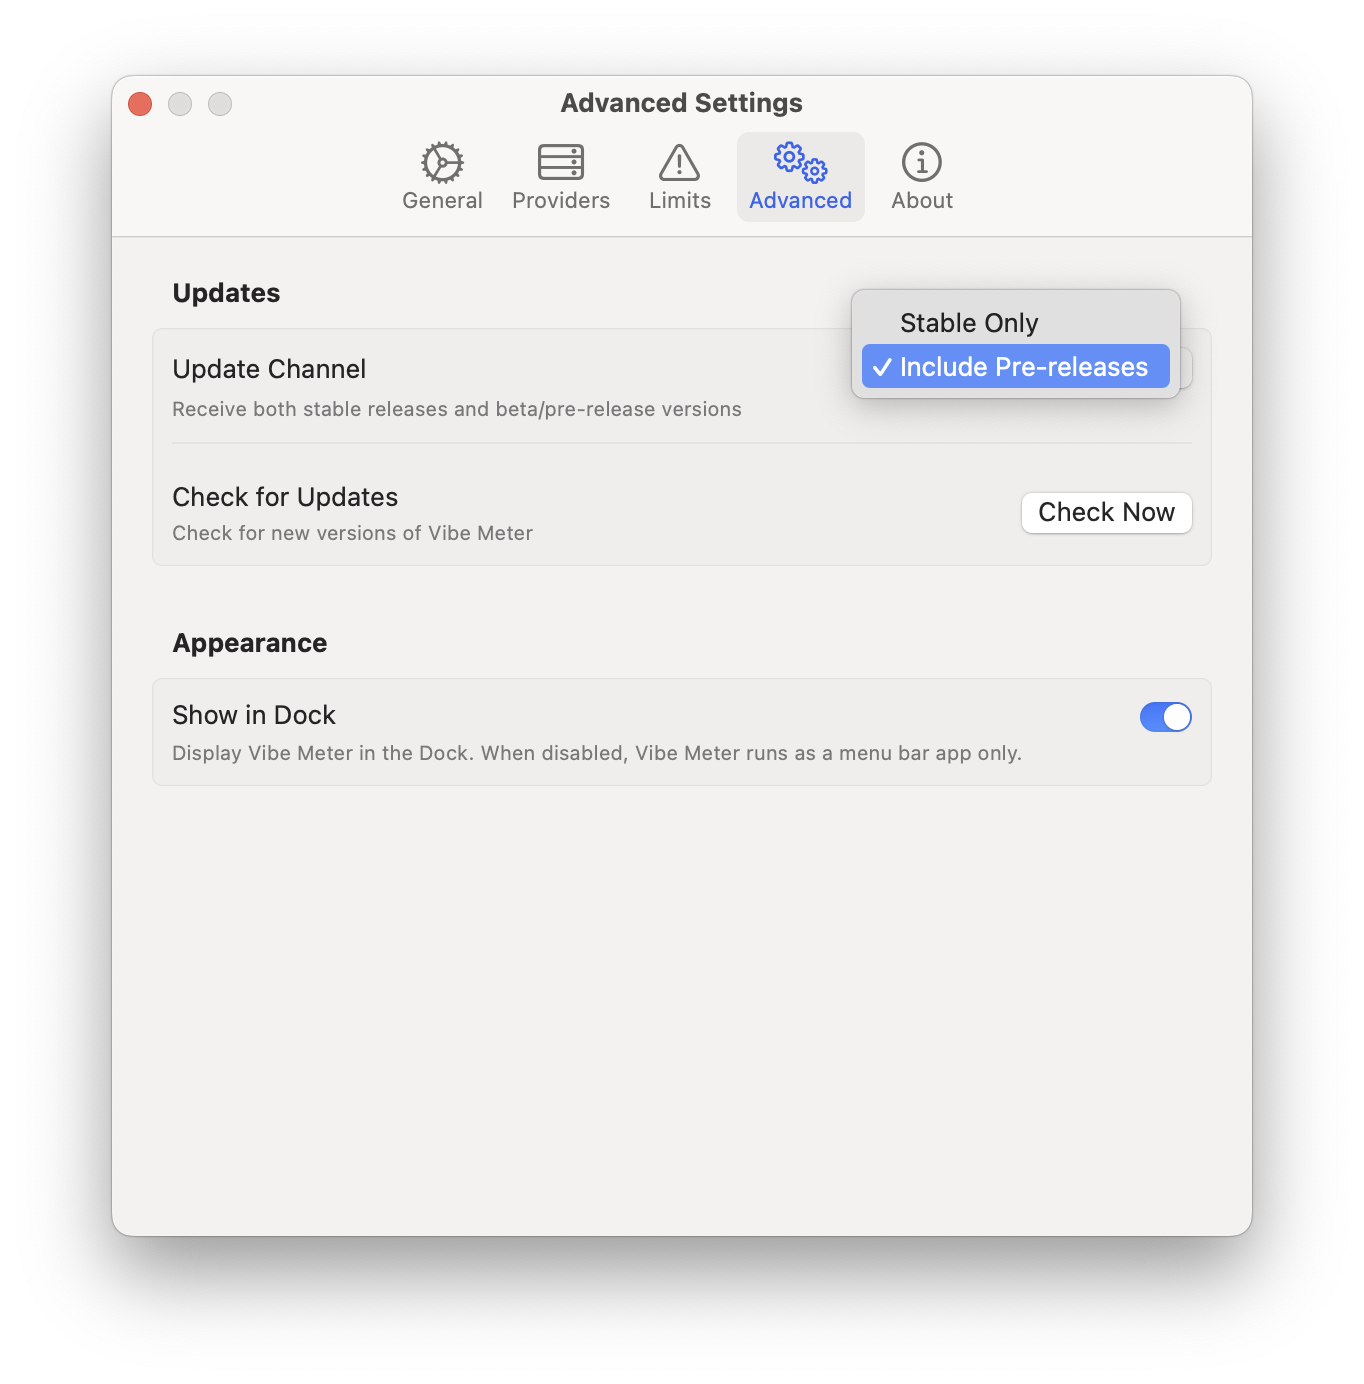 Advanced Settings
General
Providers
Limits
Advanced
About
Updates
Stable Only
Update Channel
✓ Include Pre-releases
Receive both stable releases and beta/pre-release versions
Check for Updates
Check Now
Check for new versions of Vibe Meter
Appearance
Show in Dock
Display Vibe Meter in the Dock. When disabled, Vibe Meter runs as a menu bar app only.